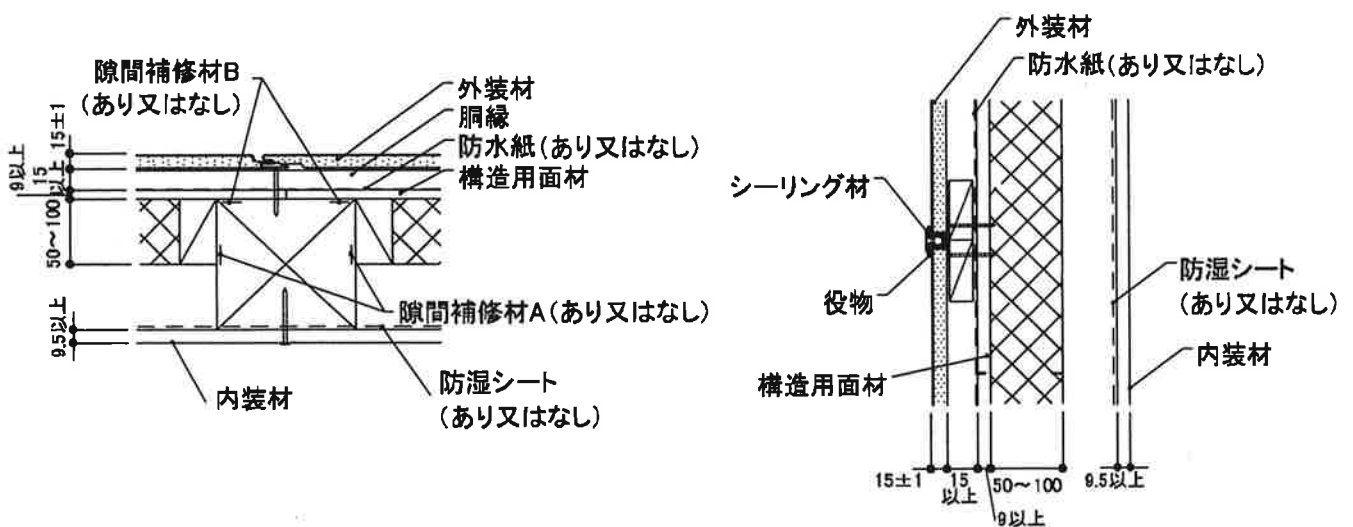 隙間補修材B
(あり又はなし)
外装材
胴縁
防水紙(あり又はなし)
構造用面材
15±1
15
以上
9以上
50~100
9.5以上
隙間補修材A(あり又はなし)
防湿シート
(あり又はなし)
内装材
外装材
防水紙(あり又はなし)
シーリング材
役物
構造用面材
防湿シート
(あり又はなし)
内装材
15±1
15
以上
50~100
9.5以上
9以上